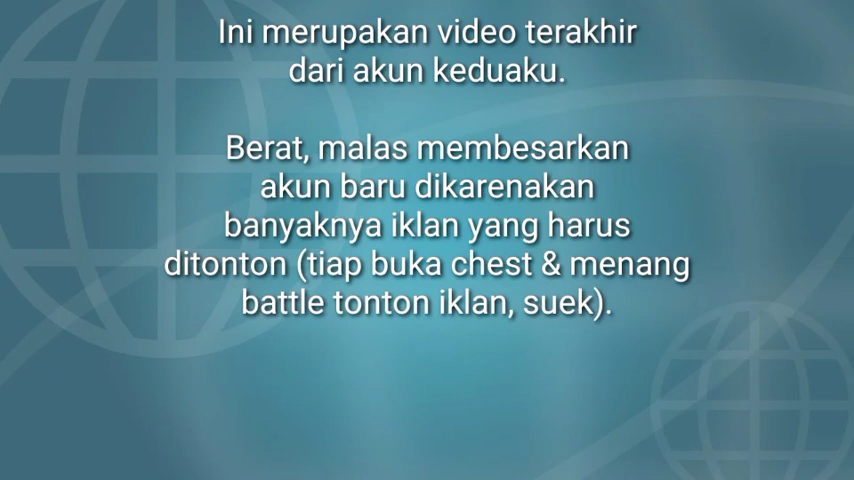 Ini merupakan video terakhir
dari akun keduaku.
Berat, malas membesarkan
akun baru dikarenakan
banyaknya iklan yang harus
ditonton (tiap buka chest & menang
battle tonton iklan, suek).